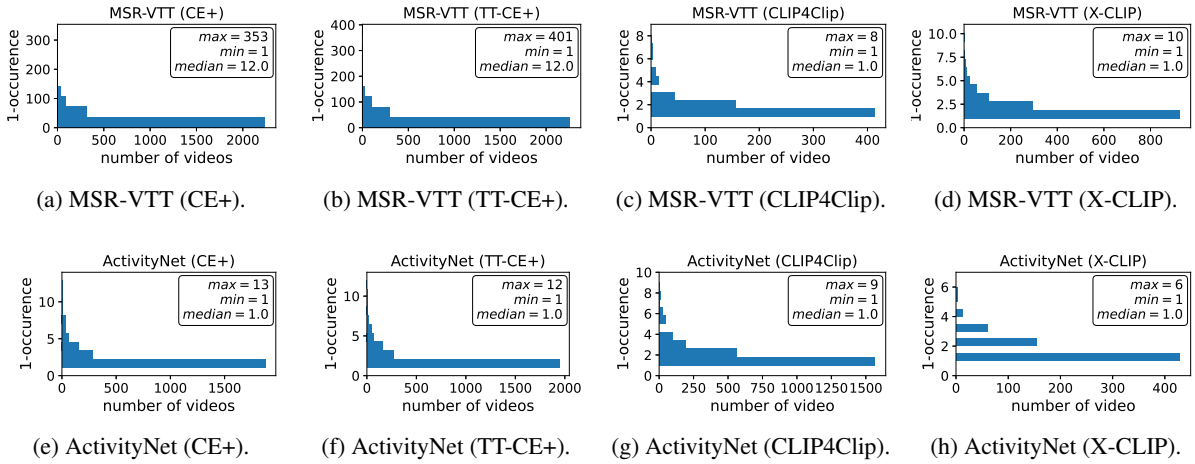 MSR-VTT (CE+)
300
200
100
0
1-occurence
max = 353
min = 1
median = 12.0
0 500 1000 1500 2000
number of videos
(a) MSR-VTT (CE+).
MSR-VTT (TT-CE+)
400
300
200
100
0
1-occurence
max = 401
min = 1
median = 12.0
0 1000 2000
number of videos
(b) MSR-VTT (TT-CE+).
MSR-VTT (CLIP4Clip)
8
6
4
2
0
1-occurence
max = 8
min = 1
median = 1.0
0 100 200 300 400
number of video
(c) MSR-VTT (CLIP4Clip).
MSR-VTT (X-CLIP)
10.0
7.5
5.0
2.5
0.0
1-occurence
max = 10
min = 1
median = 1.0
0 200 400 600 800
number of video
(d) MSR-VTT (X-CLIP).
ActivityNet (CE+)
10
5
0
1-occurence
max = 13
min = 1
median = 1.0
0 500 1000 1500
number of videos
(e) ActivityNet (CE+).
ActivityNet (TT-CE+)
10
5
0
1-occurence
max = 12
min = 1
median = 1.0
0 500 1000 1500 2000
number of videos
(f) ActivityNet (TT-CE+).
ActivityNet (CLIP4Clip)
10
8
6
4
2
0
1-occurence
max = 9
min = 1
median = 1.0
0 250 500 750 1000 1250 1500
number of video
(g) ActivityNet (CLIP4Clip).
ActivityNet (X-CLIP)
6
4
2
0
1-occurence
max = 6
min = 1
median = 1.0
0 100 200 300 400
number of video
(h) ActivityNet (X-CLIP).